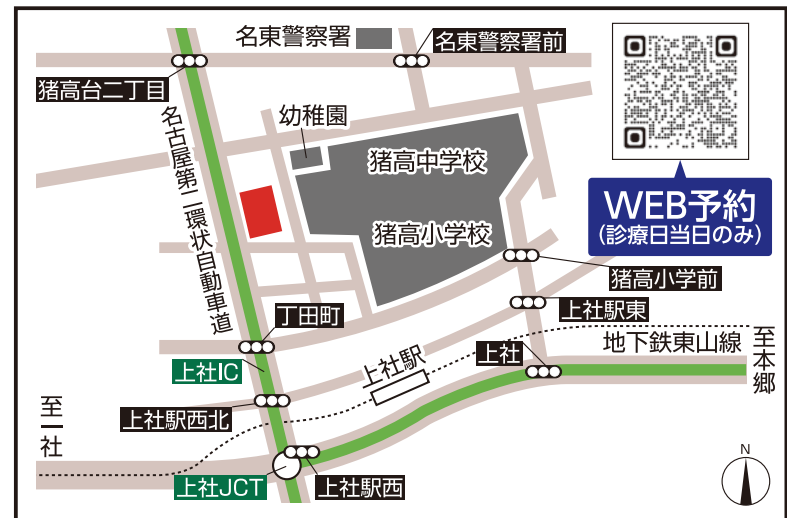 名東警察署
名東警察署前
猪高台二丁目
幼稚園
猪高中学校
名古屋第二環状自動車道
WEB予約
(診療日当日のみ)
猪高小学校
猪高小学前
上社駅東
丁田町
地下鉄東山線
至本郷
上社駅
上社
上社IC
至一社
上社駅西北
上社JCT
上社駅西
N